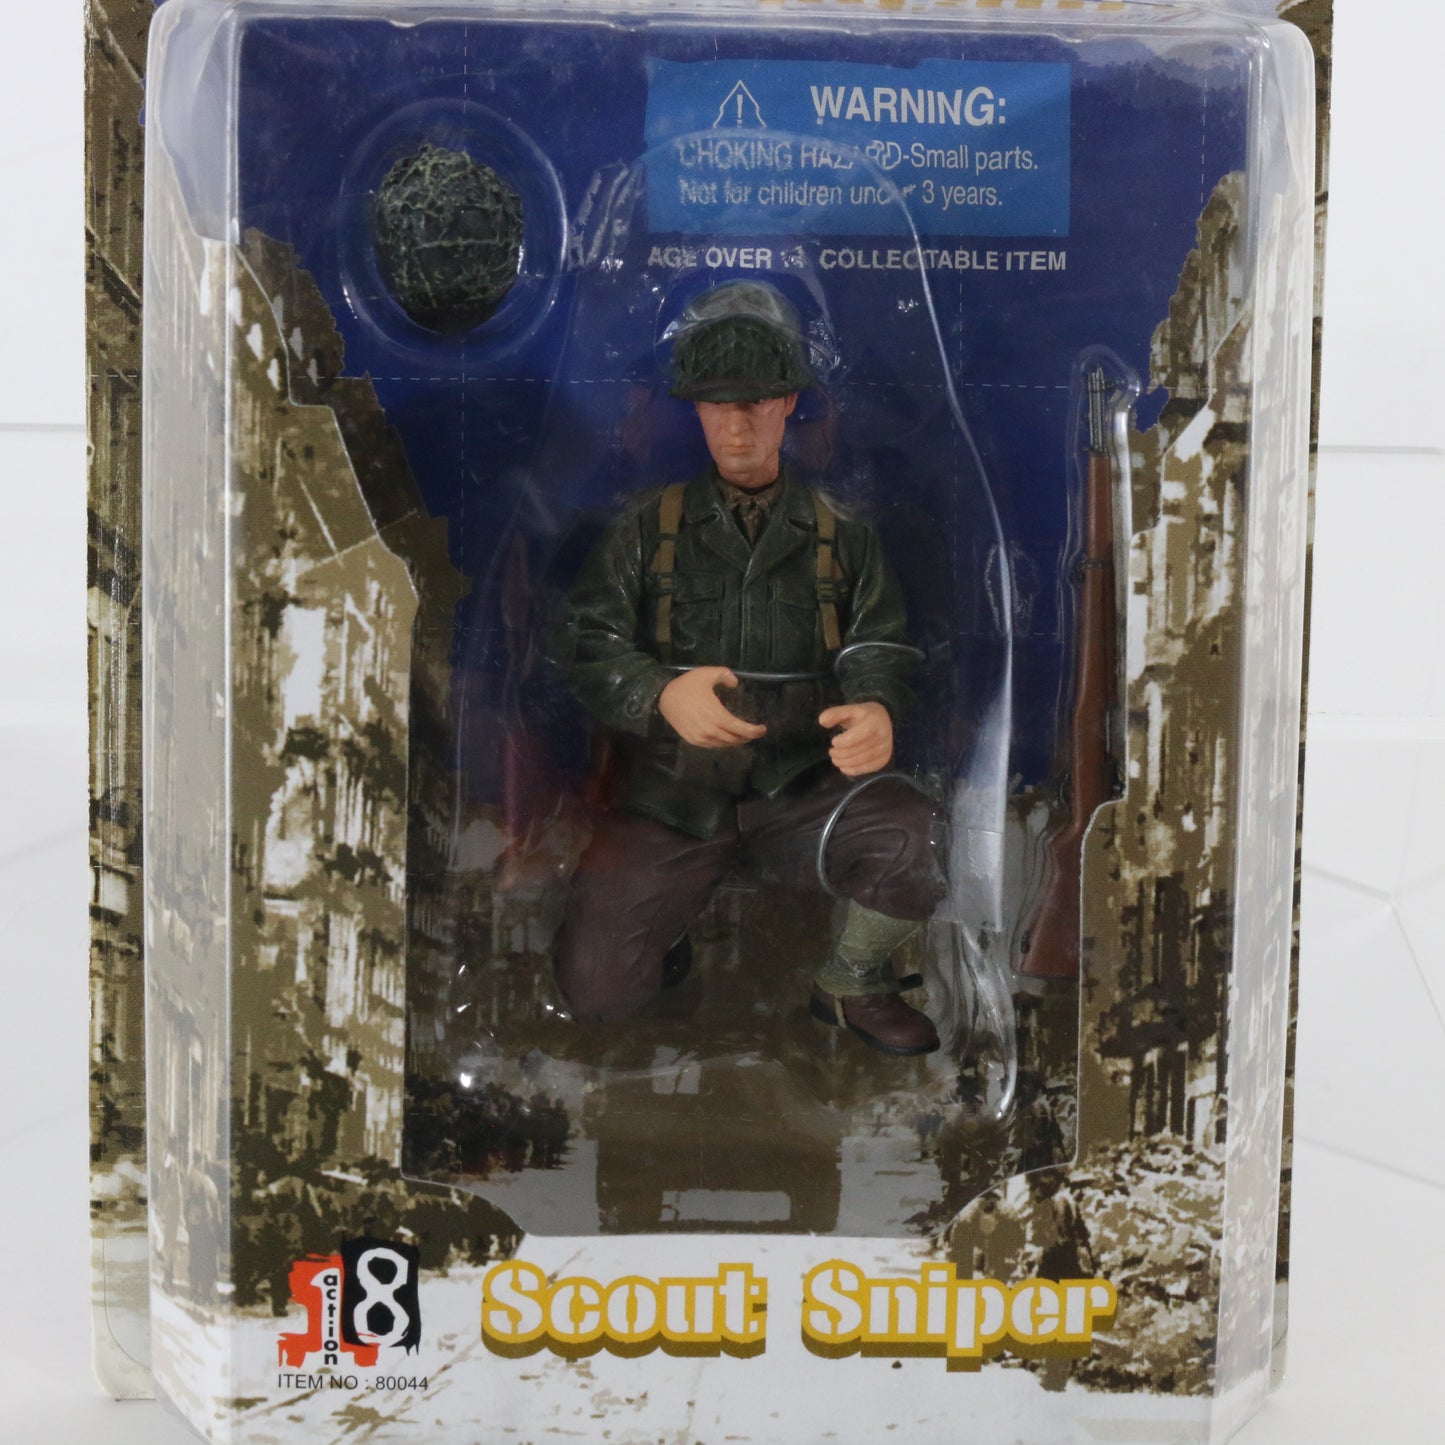 WARNING:
CHOKING HAZARD-Small parts.
Not for children under 3 years.
AGE OVER 14 COLLECTABLE ITEM
18
action
Scout Sniper
ITEM NO : 80044